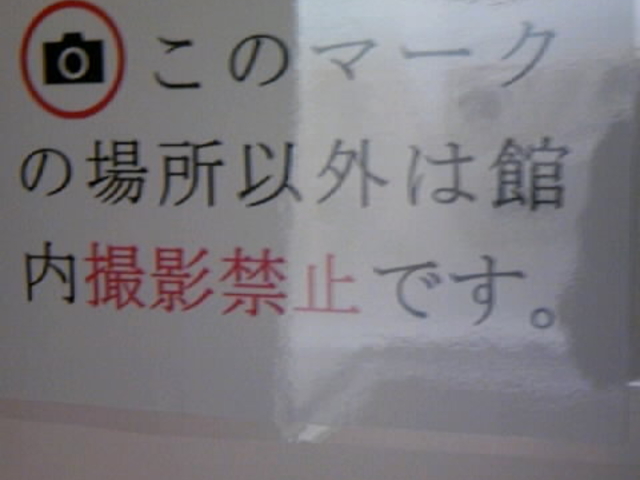 このマーク
の場所以外は館
内撮影禁止です。